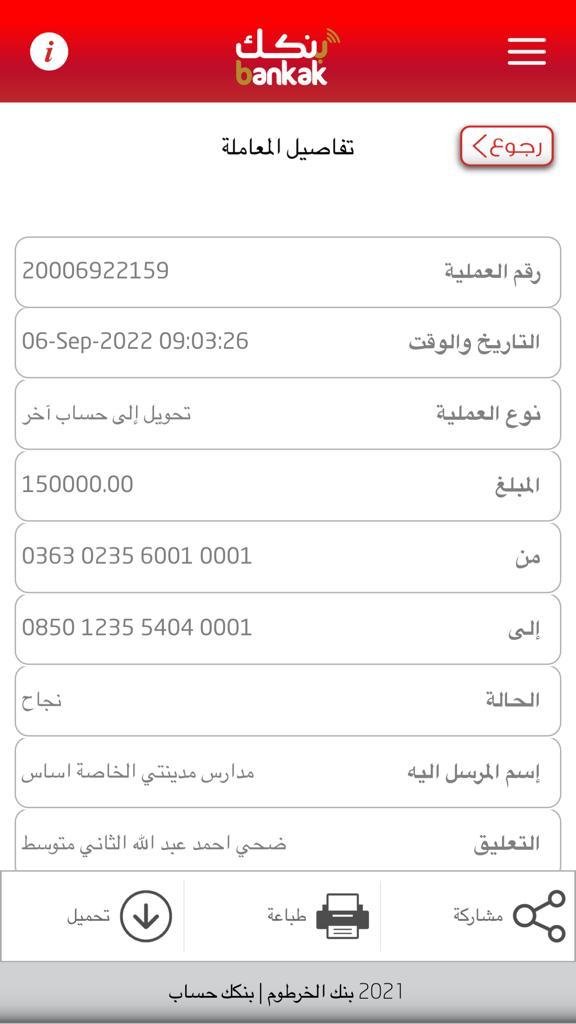 i
بنكك
bankak
رجوع
تفاصيل المعاملة
رقم العملية 20006922159
التاريخ والوقت 06-Sep-2022 09:03:26
نوع العملية تحويل إلى حساب آخر
المبلغ 150000.00
من 0363 0235 6001 0001
إلى 0850 1235 5404 0001
الحالة نجاح
إسم المرسل اليه مدارس مدينتي الخاصة اساس
التعليق ضحي احمد عبد الله الثاني متوسط
مشاركة طباعة تحميل
2021 بنك الخرطوم | بنكك حساب